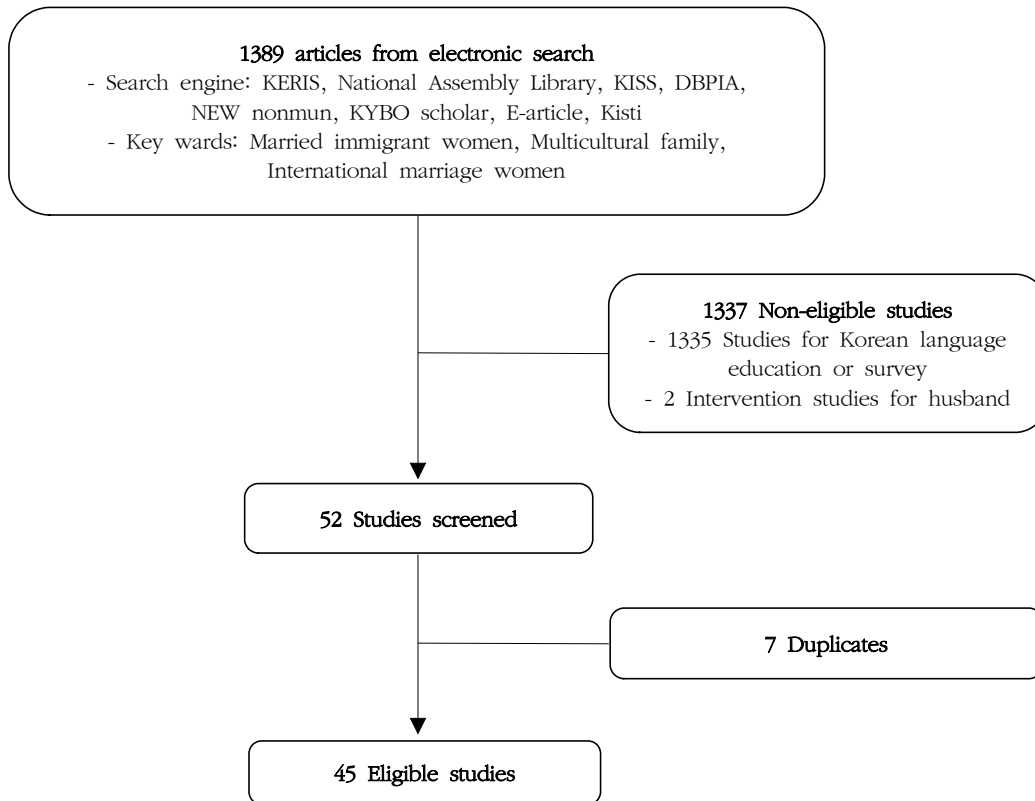 1389 articles from electronic search
- Search engine: KERIS, National Assembly Library, KISS, DBPIA,
NEW nonmun, KYBO scholar, E-article, Kisti
- Key wards: Married immigrant women, Multicultural family,
International marriage women
1337 Non-eligible studies
- 1335 Studies for Korean language
education or survey
- 2 Intervention studies for husband
52 Studies screened
7 Duplicates
45 Eligible studies